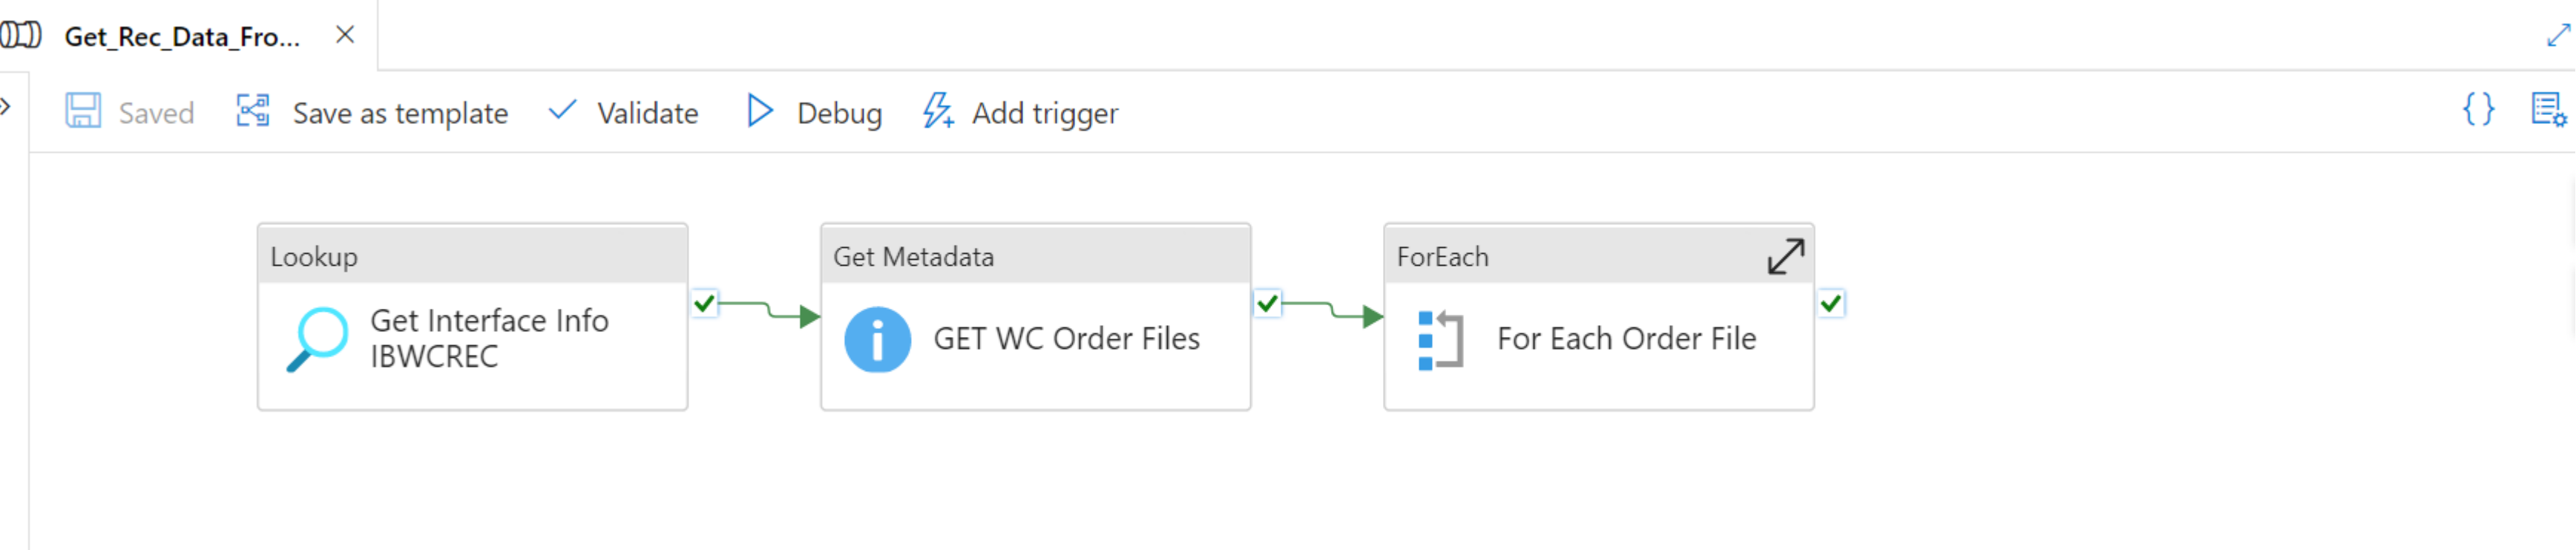 Get_Rec_Data_Fro...
Saved
Save as template
Validate
Debug
Add trigger
Lookup
Get Interface Info
IBWCREC
Get Metadata
GET WC Order Files
ForEach
For Each Order File